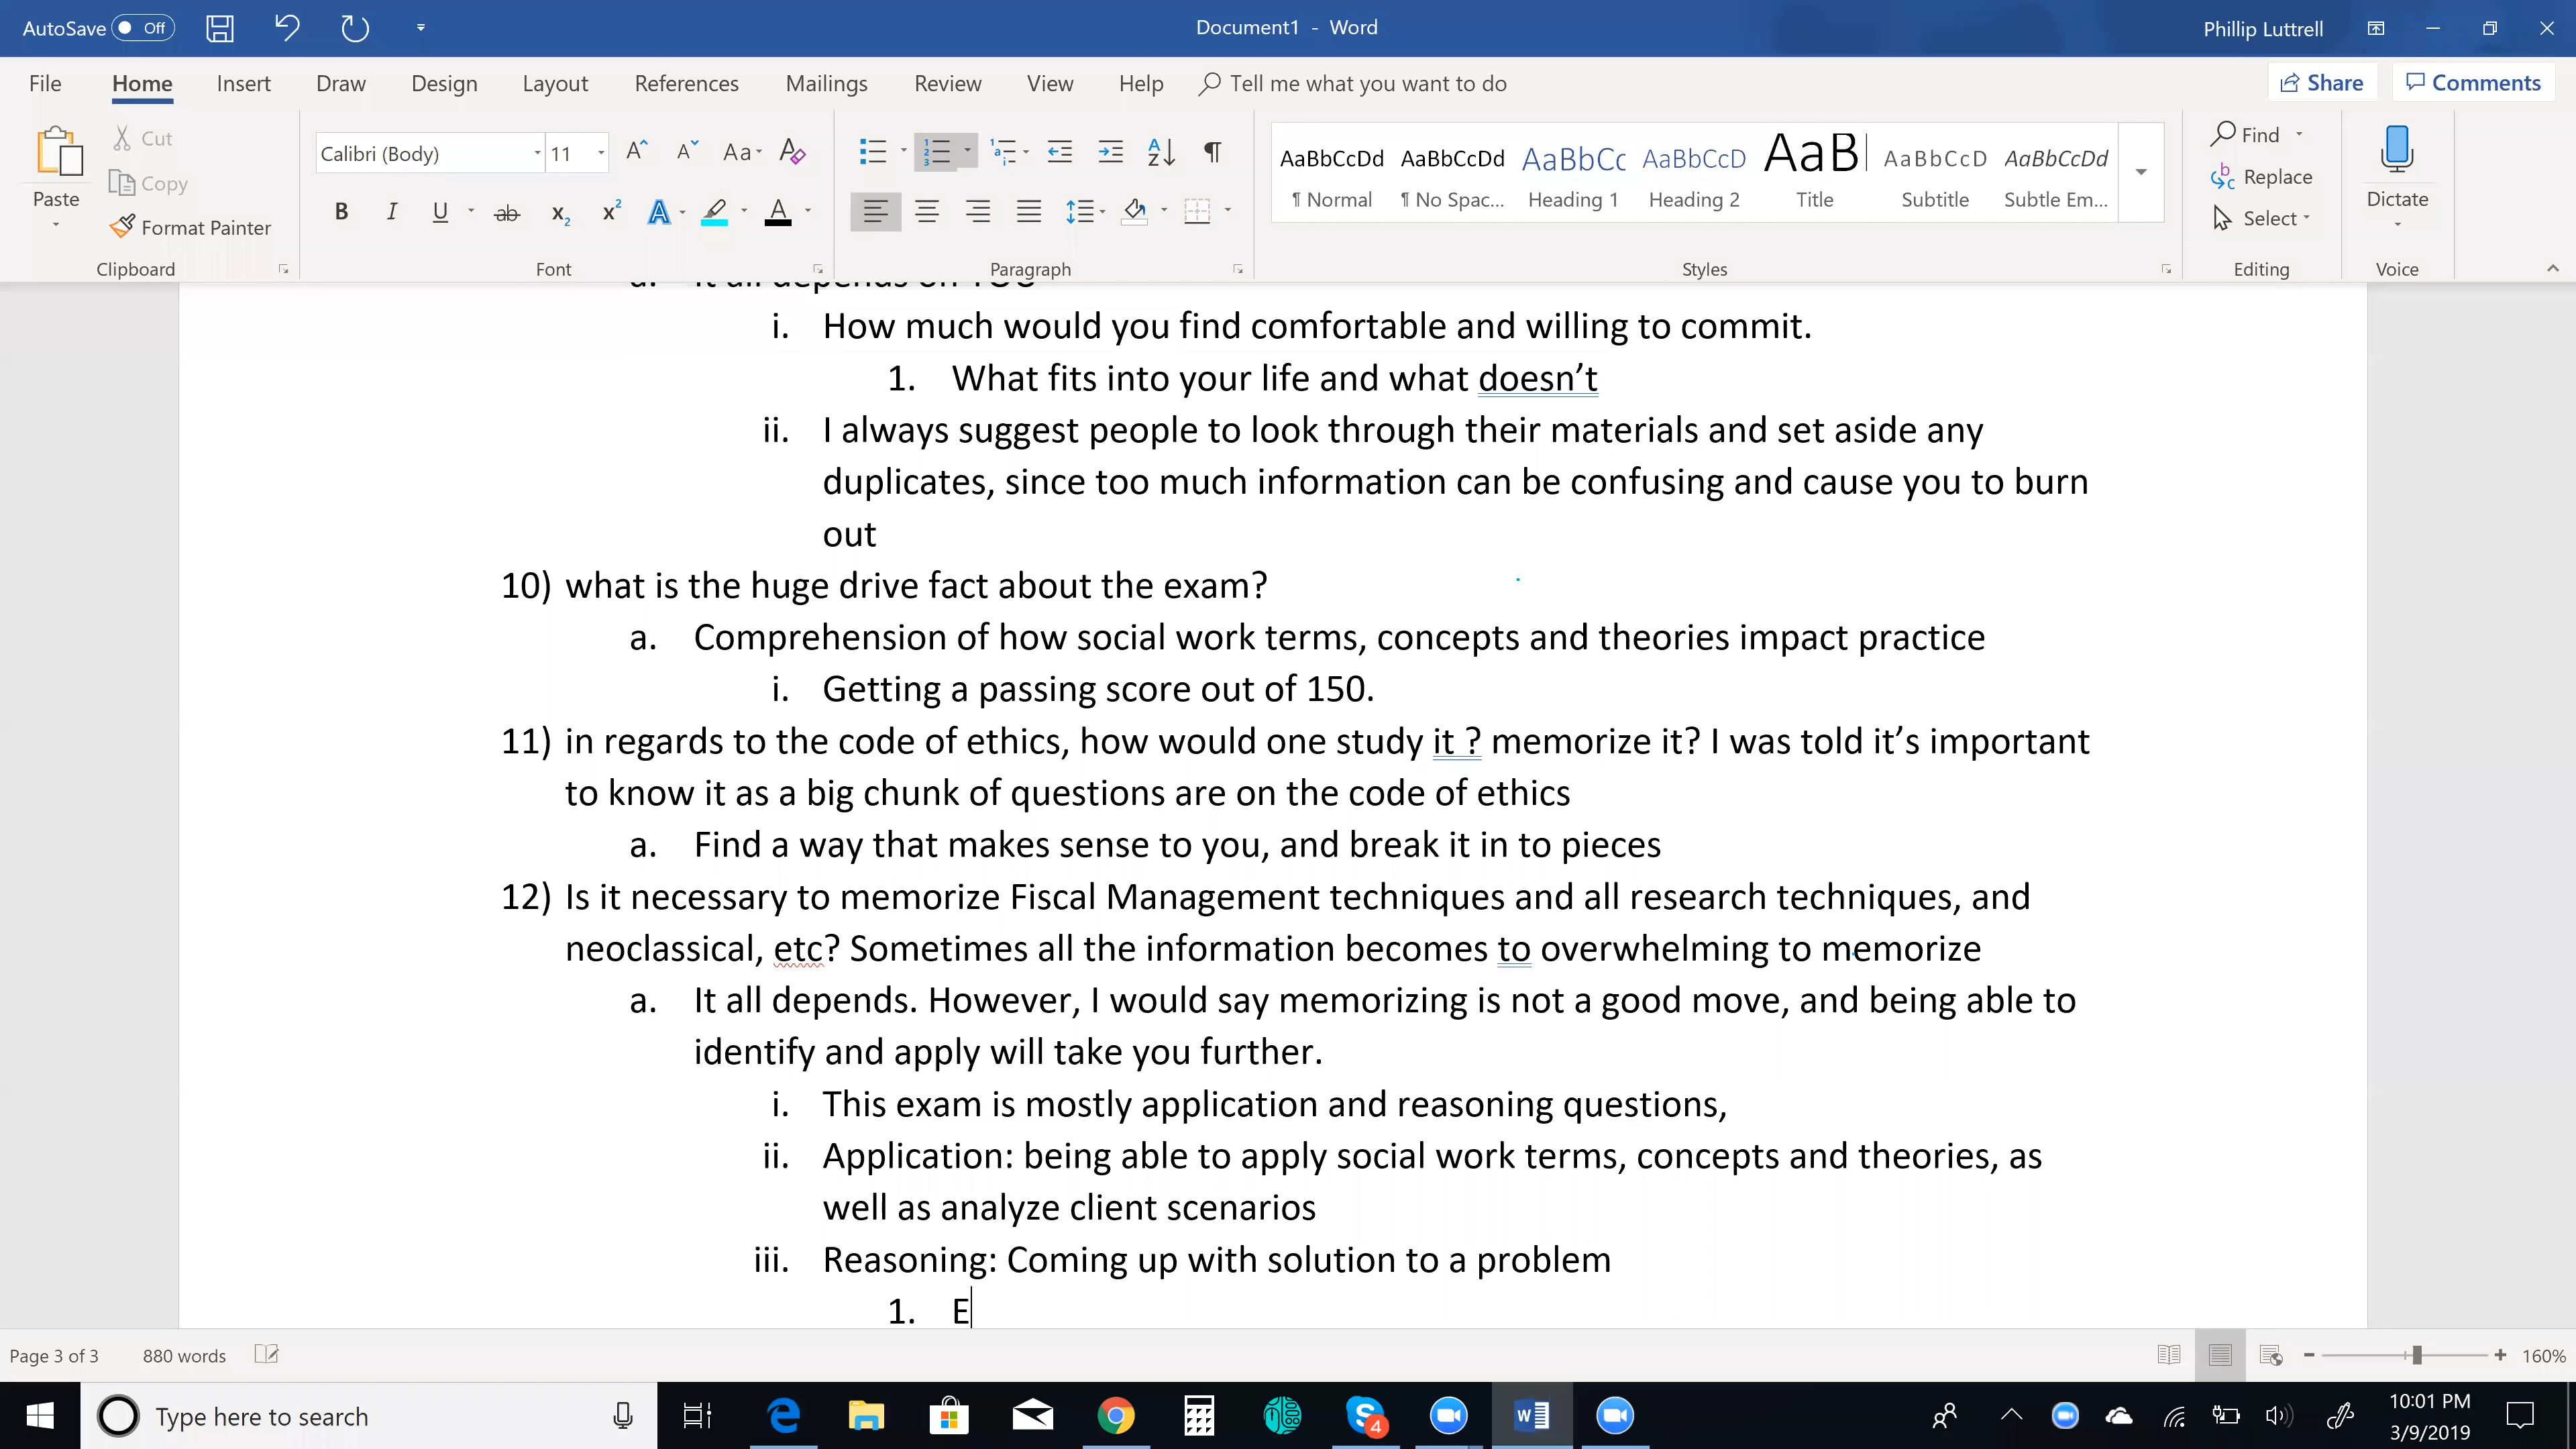 AutoSave Off Document1 - Word Phillip Luttrell
File Home Insert Draw Design Layout References Mailings Review View Help Tell me what you want to do Share Comments
Paste
Cut
Copy
Format Painter
Clipboard
Calibri (Body) 11
Font
Paragraph
AaBbCcDd AaBbCcDd AaBbCc AaBbCcD AaB AaBbCcD AaBbCcDd
¶ Normal ¶ No Spac... Heading 1 Heading 2 Title Subtitle Subtle Em...
Styles
Find
Replace
Select
Editing
Dictate
Voice
a. It all depends on YOU
i. How much would you find comfortable and willing to commit.
1. What fits into your life and what doesn’t
ii. I always suggest people to look through their materials and set aside any
duplicates, since too much information can be confusing and cause you to burn
out
10) what is the huge drive fact about the exam?
a. Comprehension of how social work terms, concepts and theories impact practice
i. Getting a passing score out of 150.
11) in regards to the code of ethics, how would one study it ? memorize it? I was told it’s important
to know it as a big chunk of questions are on the code of ethics
a. Find a way that makes sense to you, and break it in to pieces
12) Is it necessary to memorize Fiscal Management techniques and all research techniques, and
neoclassical, etc? Sometimes all the information becomes to overwhelming to memorize
a. It all depends. However, I would say memorizing is not a good move, and being able to
identify and apply will take you further.
i. This exam is mostly application and reasoning questions,
ii. Application: being able to apply social work terms, concepts and theories, as
well as analyze client scenarios
iii. Reasoning: Coming up with solution to a problem
1. E
Page 3 of 3 880 words 160%
Type here to search 4 10:01 PM
3/9/2019